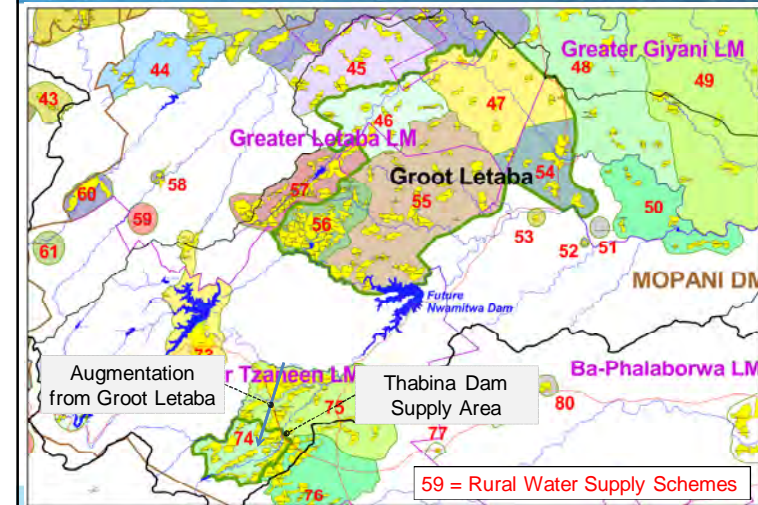 44
45
Greater Giyani LM
48
49
43
46
47
Greater Letaba LM
60
58
57
Groot Letaba
54
59
55
50
56
61
53
52
51
MOPANI DM
Future
Nwamitwa Dam
73
Augmentation
from Groot Letaba
r Tzaneen LM
Thabina Dam
Supply Area
Ba-Phalaborwa LM
75
80
74
77
76
59 = Rural Water Supply Schemes